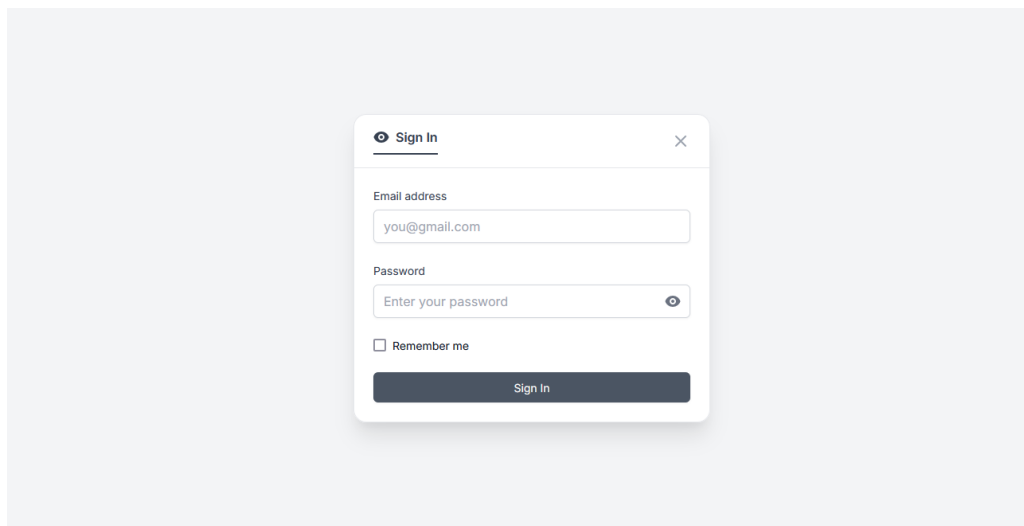 Sign In
Email address
you@gmail.com
Password
Enter your password
Remember me
Sign In